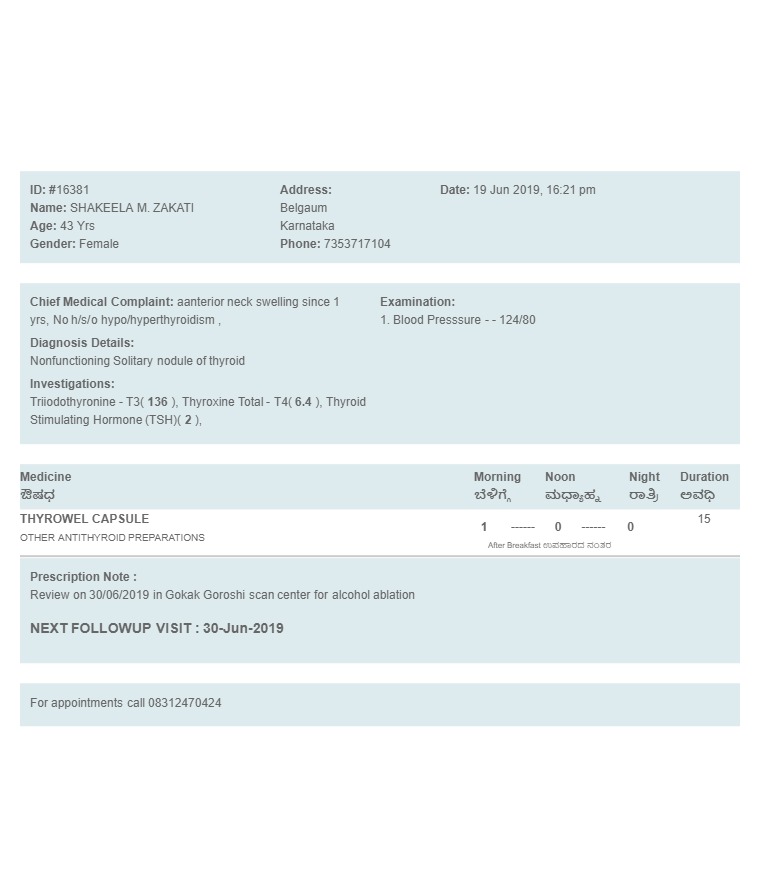 ID: #16381
Name: SHAKEELA M. ZAKATI
Age: 43 Yrs
Gender: Female
Address:
Belgaum
Karnataka
Phone: 7353717104
Date: 19 Jun 2019, 16:21 pm
Chief Medical Complaint: aanterior neck swelling since 1
yrs, No h/s/o hypo/hyperthyroidism ,
Diagnosis Details:
Nonfunctioning Solitary nodule of thyroid
Investigations:
Triiodothyronine - T3( 136 ), Thyroxine Total - T4( 6.4 ), Thyroid
Stimulating Hormone (TSH)( 2 ),
Examination:
1. Blood Presssure - - 124/80
Medicine Morning Noon Night Duration
ಔಷಧ ಬೆಳಿಗ್ಗೆ ಮಧ್ಯಾಹ್ನ ರಾತ್ರಿ ಅವಧಿ
THYROWEL CAPSULE 1 ------ 0 ------ 0 15
OTHER ANTITHYROID PREPARATIONS
After Breakfast ಉಪಹಾರದ ನಂತರ
Prescription Note :
Review on 30/06/2019 in Gokak Goroshi scan center for alcohol ablation
NEXT FOLLOWUP VISIT : 30-Jun-2019
For appointments call 08312470424